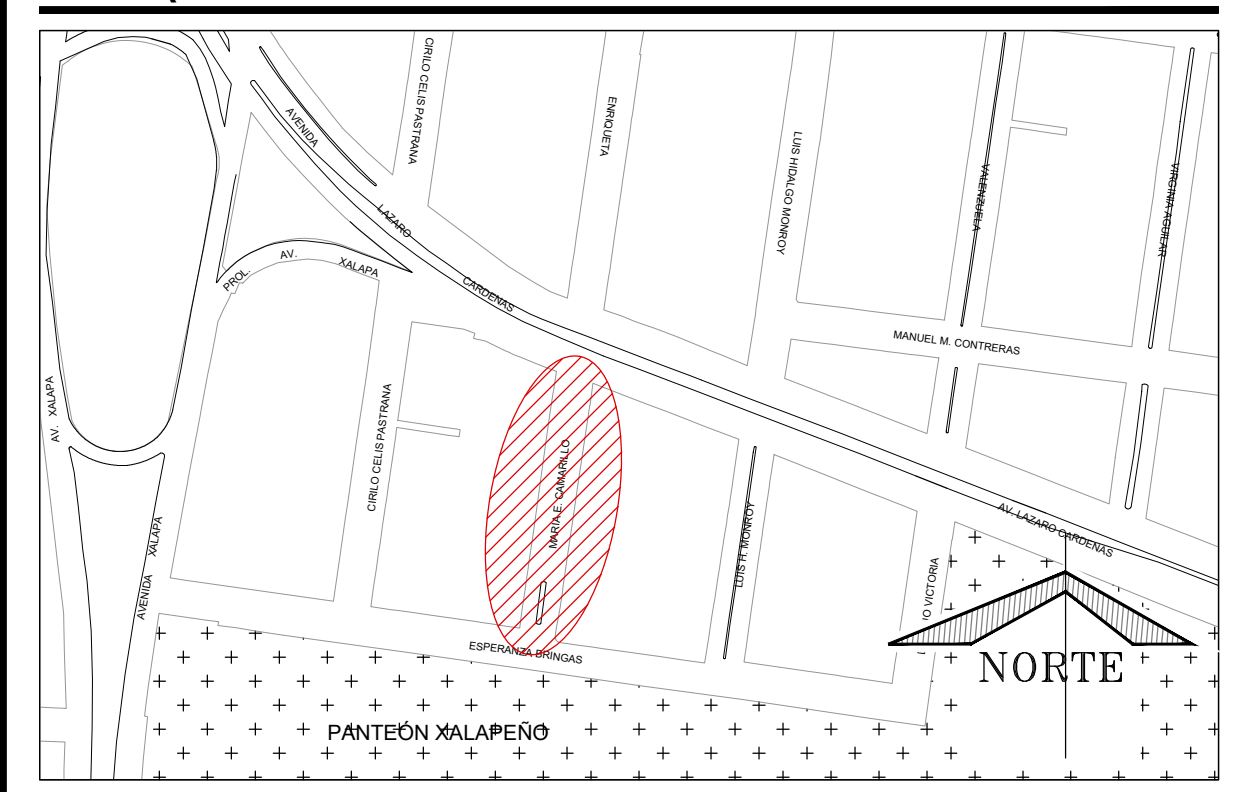 CIRILO CELIS PASTRANA
AVENIDA
ENRIQUETA
LUIS HIDALGO MONROY
VALENZUELA
VIRGINIA AGUILAR
LAZARO
PROL.
AV.
XALAPA
CARDENAS
MANUEL M. CONTRERAS
AV. XALAPA
CIRILO CELIS PASTRANA
MARIA E. CAMARILLO
AVENIDA XALAPA
LUIS H. MONROY
AV. LAZARO CARDENAS
IO VICTORIA
ESPERANZA BRINGAS
NORTE
PANTEÓN XALAPEÑO